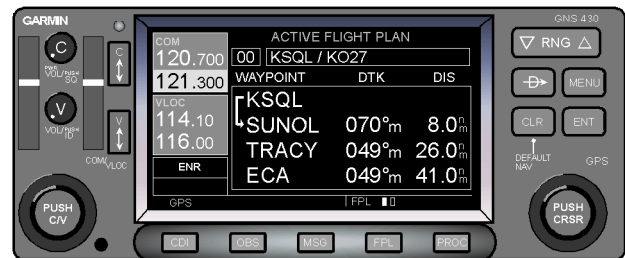 GARMIN
GNS 430
C
PWR
VOL/PUSH
SQ
V
VOL/PUSH
ID
COM/VLOC
PUSH
C/V
C
V
COM
120.700
121.300
VLOC
114.10
116.00
ENR
GPS
ACTIVE FLIGHT PLAN
00 KSQL / KO27
WAYPOINT DTK DIS
KSQL
SUNOL 070°m 8.0nm
TRACY 049°m 26.0nm
ECA 049°m 41.0nm
FPL
CDI OBS MSG FPL PROC
RNG
D
MENU
CLR ENT
DEFAULT
NAV
GPS
PUSH
CRSR